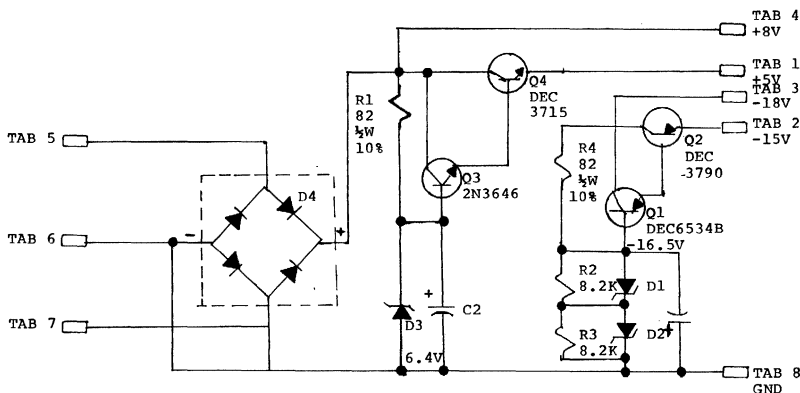 TAB 4
+8V
TAB 1
+5V
TAB 3
-18V
TAB 2
-15V
Q4
DEC
3715
R1
82
½W
10%
Q2
DEC
-3790
R4
82
½W
10%
TAB 5
Q3
2N3646
D4
Q1
DEC6534B
-16.5V
TAB 6
-
+
R2
8.2K
D1
+
C2
D3
6.4V
TAB 7
R3
8.2K
D2
+
TAB 8
GND